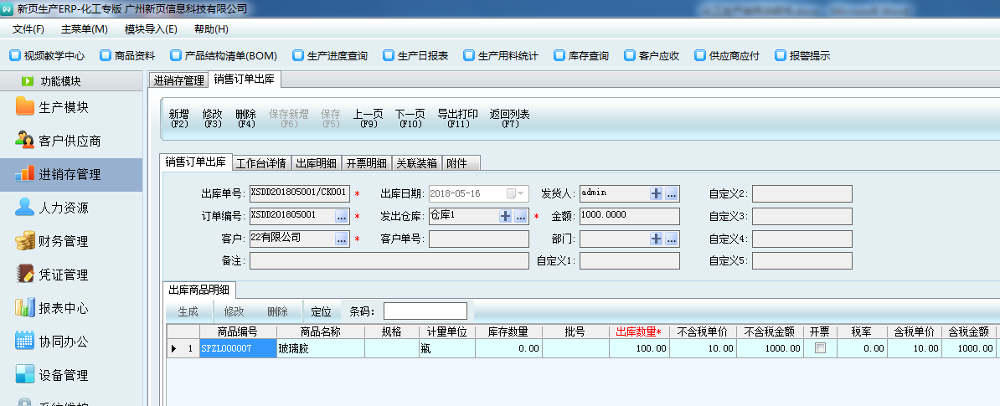 新页生产ERP-化工专版 广州新页信息科技有限公司
文件(F) 主菜单(M) 模块导入(E) 帮助(H)
视频教学中心 商品资料 产品结构清单(BOM) 生产进度查询 生产日报表 生产用料统计 库存查询 客户应收 供应商应付 报警提示
功能模块
生产模块
客户供应商
进销存管理
人力资源
财务管理
凭证管理
报表中心
协同办公
设备管理
进销存管理 销售订单出库
新增(F2) 修改(F3) 删除(F4) 保存新增(F6) 保存(F5) 上一页(F9) 下一页(F10) 导出打印(F11) 返回列表(F7)
销售订单出库 工作台详情 出库明细 开票明细 关联装箱 附件
出库单号: XSDD201805001/CK001 * 出库日期: 2018-05-16 发货人: admin + ... 自定义2:
订单编号: XSDD201805001 ... * 发出仓库: 仓库1 + ... * 金额: 1000.0000 自定义3:
客户: 22有限公司 ... * 客户单号: 部门: + ... 自定义4:
备注: 自定义1: 自定义5:
出库商品明细
生成 修改 删除 定位 条码:
商品编号 商品名称 规格 计量单位 库存数量 批号 出库数量* 不含税单价 不含税金额 开票 税率 含税单价 含税金额
1 SPZL000007 玻璃胶 瓶 0.00 100.00 10.00 1000.00 0.00 10.00 1000.00